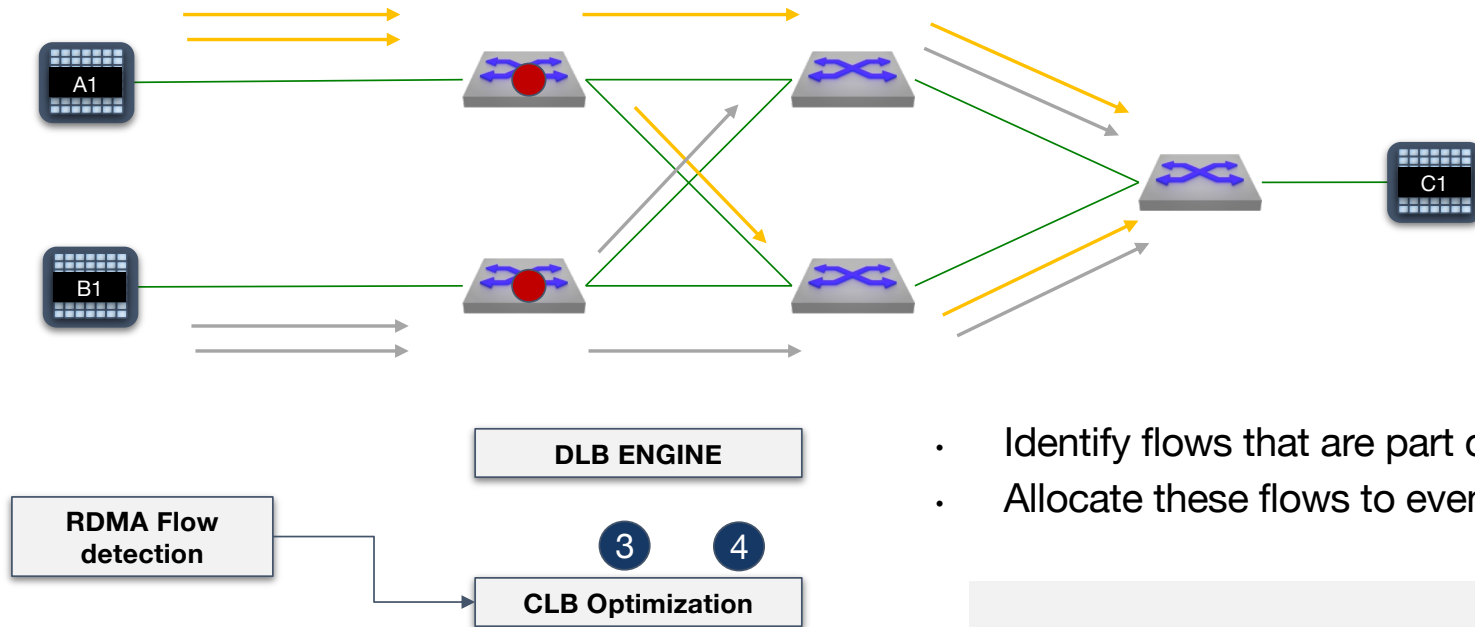 A1
C1
B1
DLB ENGINE
• Identify flows that are part
• Allocate these flows to
RDMA Flow
detection
3 4
CLB Optimization